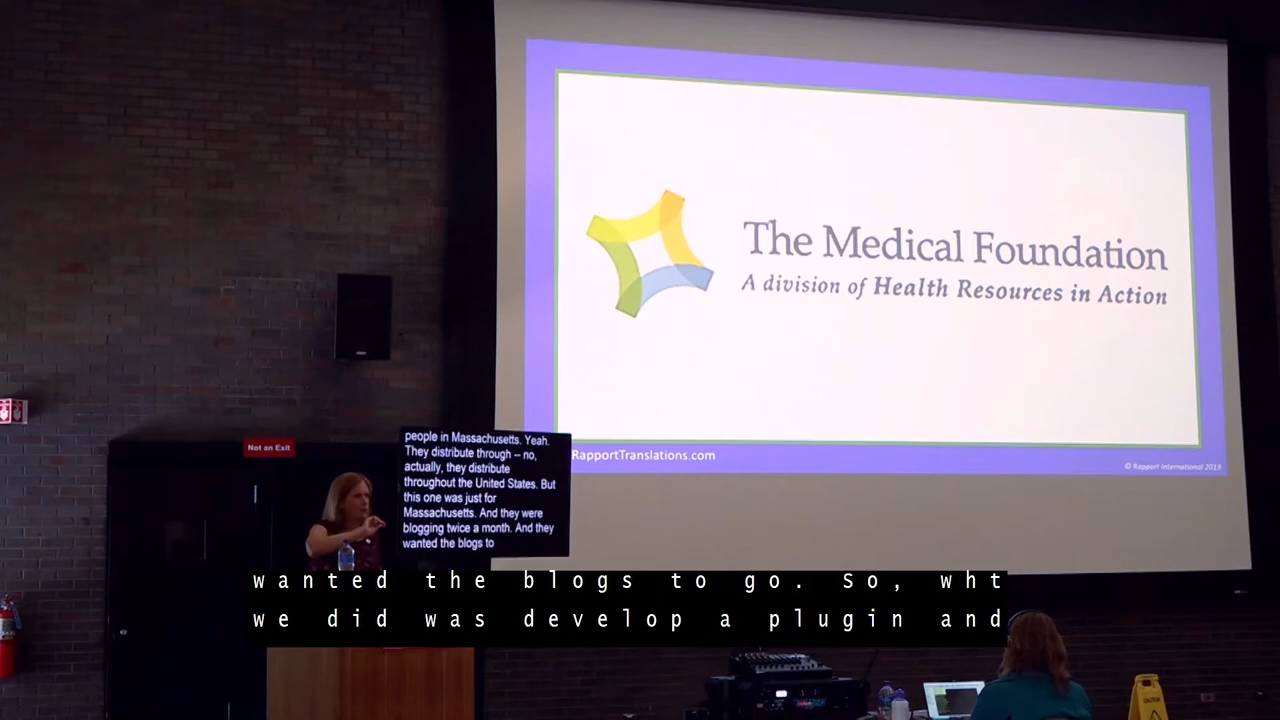 The Medical Foundation
A division of Health Resources in Action
RapportTranslations.com
© Rapport International 2019
Not an Exit
people in Massachusetts. Yeah.
They distribute through – no,
actually, they distribute
throughout the United States. But
this one was just for
Massachusetts. And they were
blogging twice a month. And they
wanted the blogs to
wanted the blogs to go. So, wht
we did was develop a plugin and
CAUTION